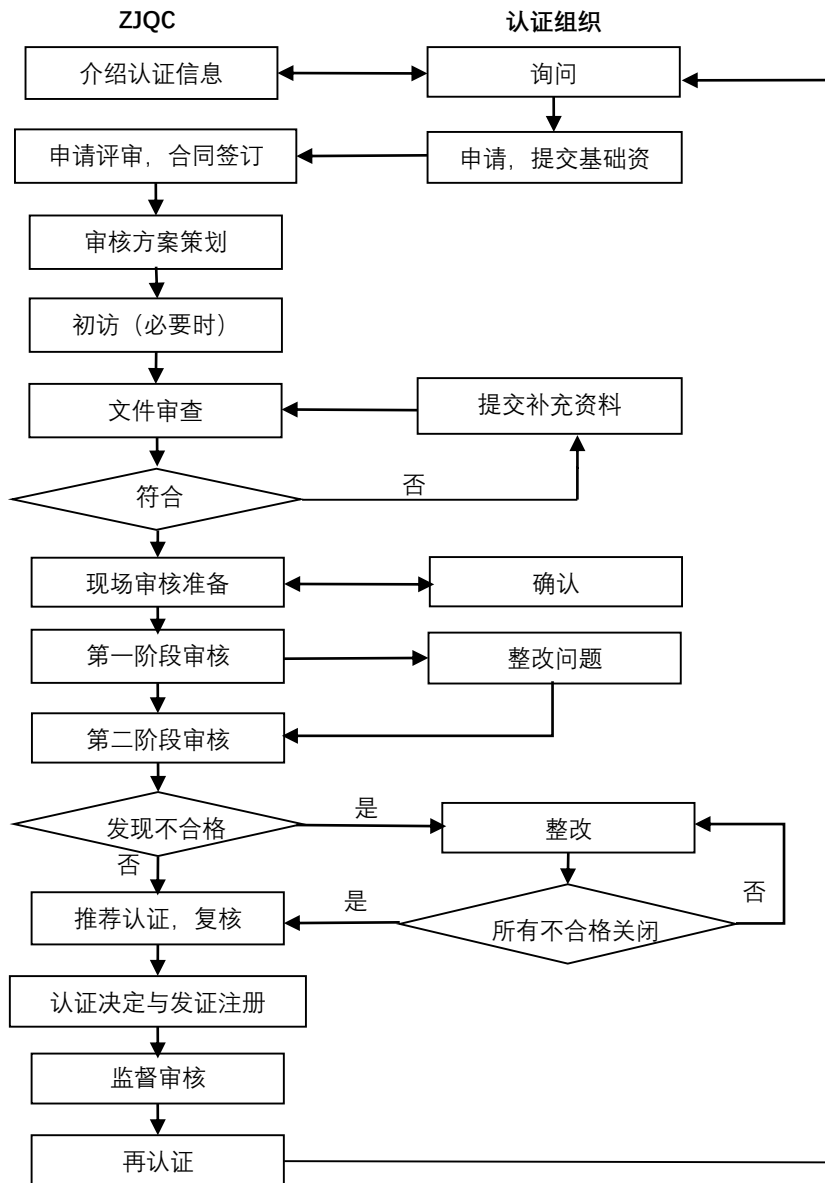 ZJQC
认证组织
介绍认证信息
询问
申请评审，合同签订
申请，提交基础资
审核方案策划
初访（必要时）
文件审查
提交补充资料
符合
否
现场审核准备
确认
第一阶段审核
整改问题
第二阶段审核
发现不合格
是
整改
否
推荐认证，复核
是
所有不合格关闭
否
认证决定与发证注册
监督审核
再认证